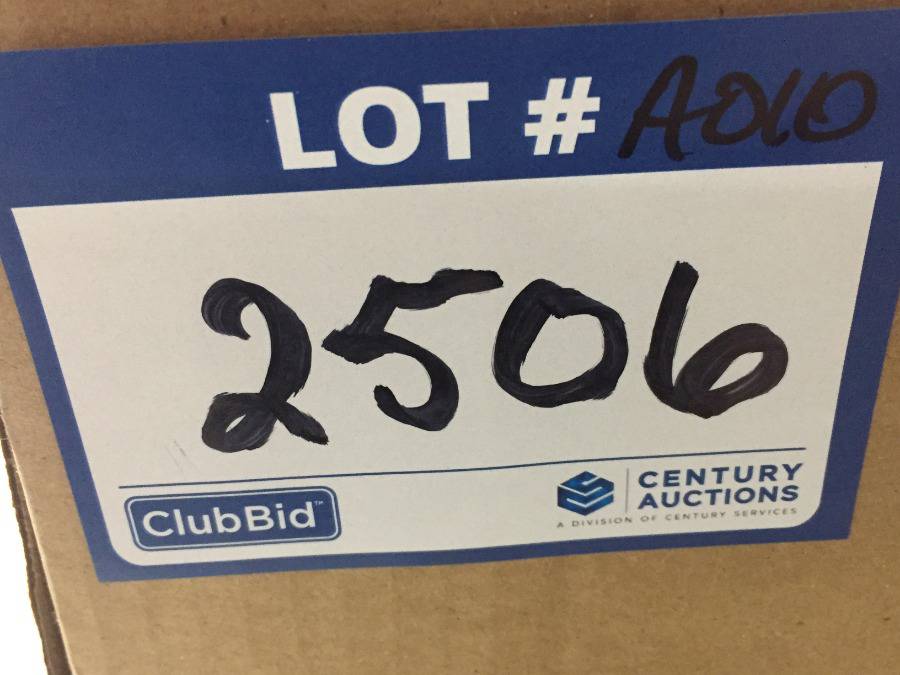 LOT # A010
2506
ClubBid™
CENTURY
AUCTIONS
A DIVISION OF CENTURY SERVICES